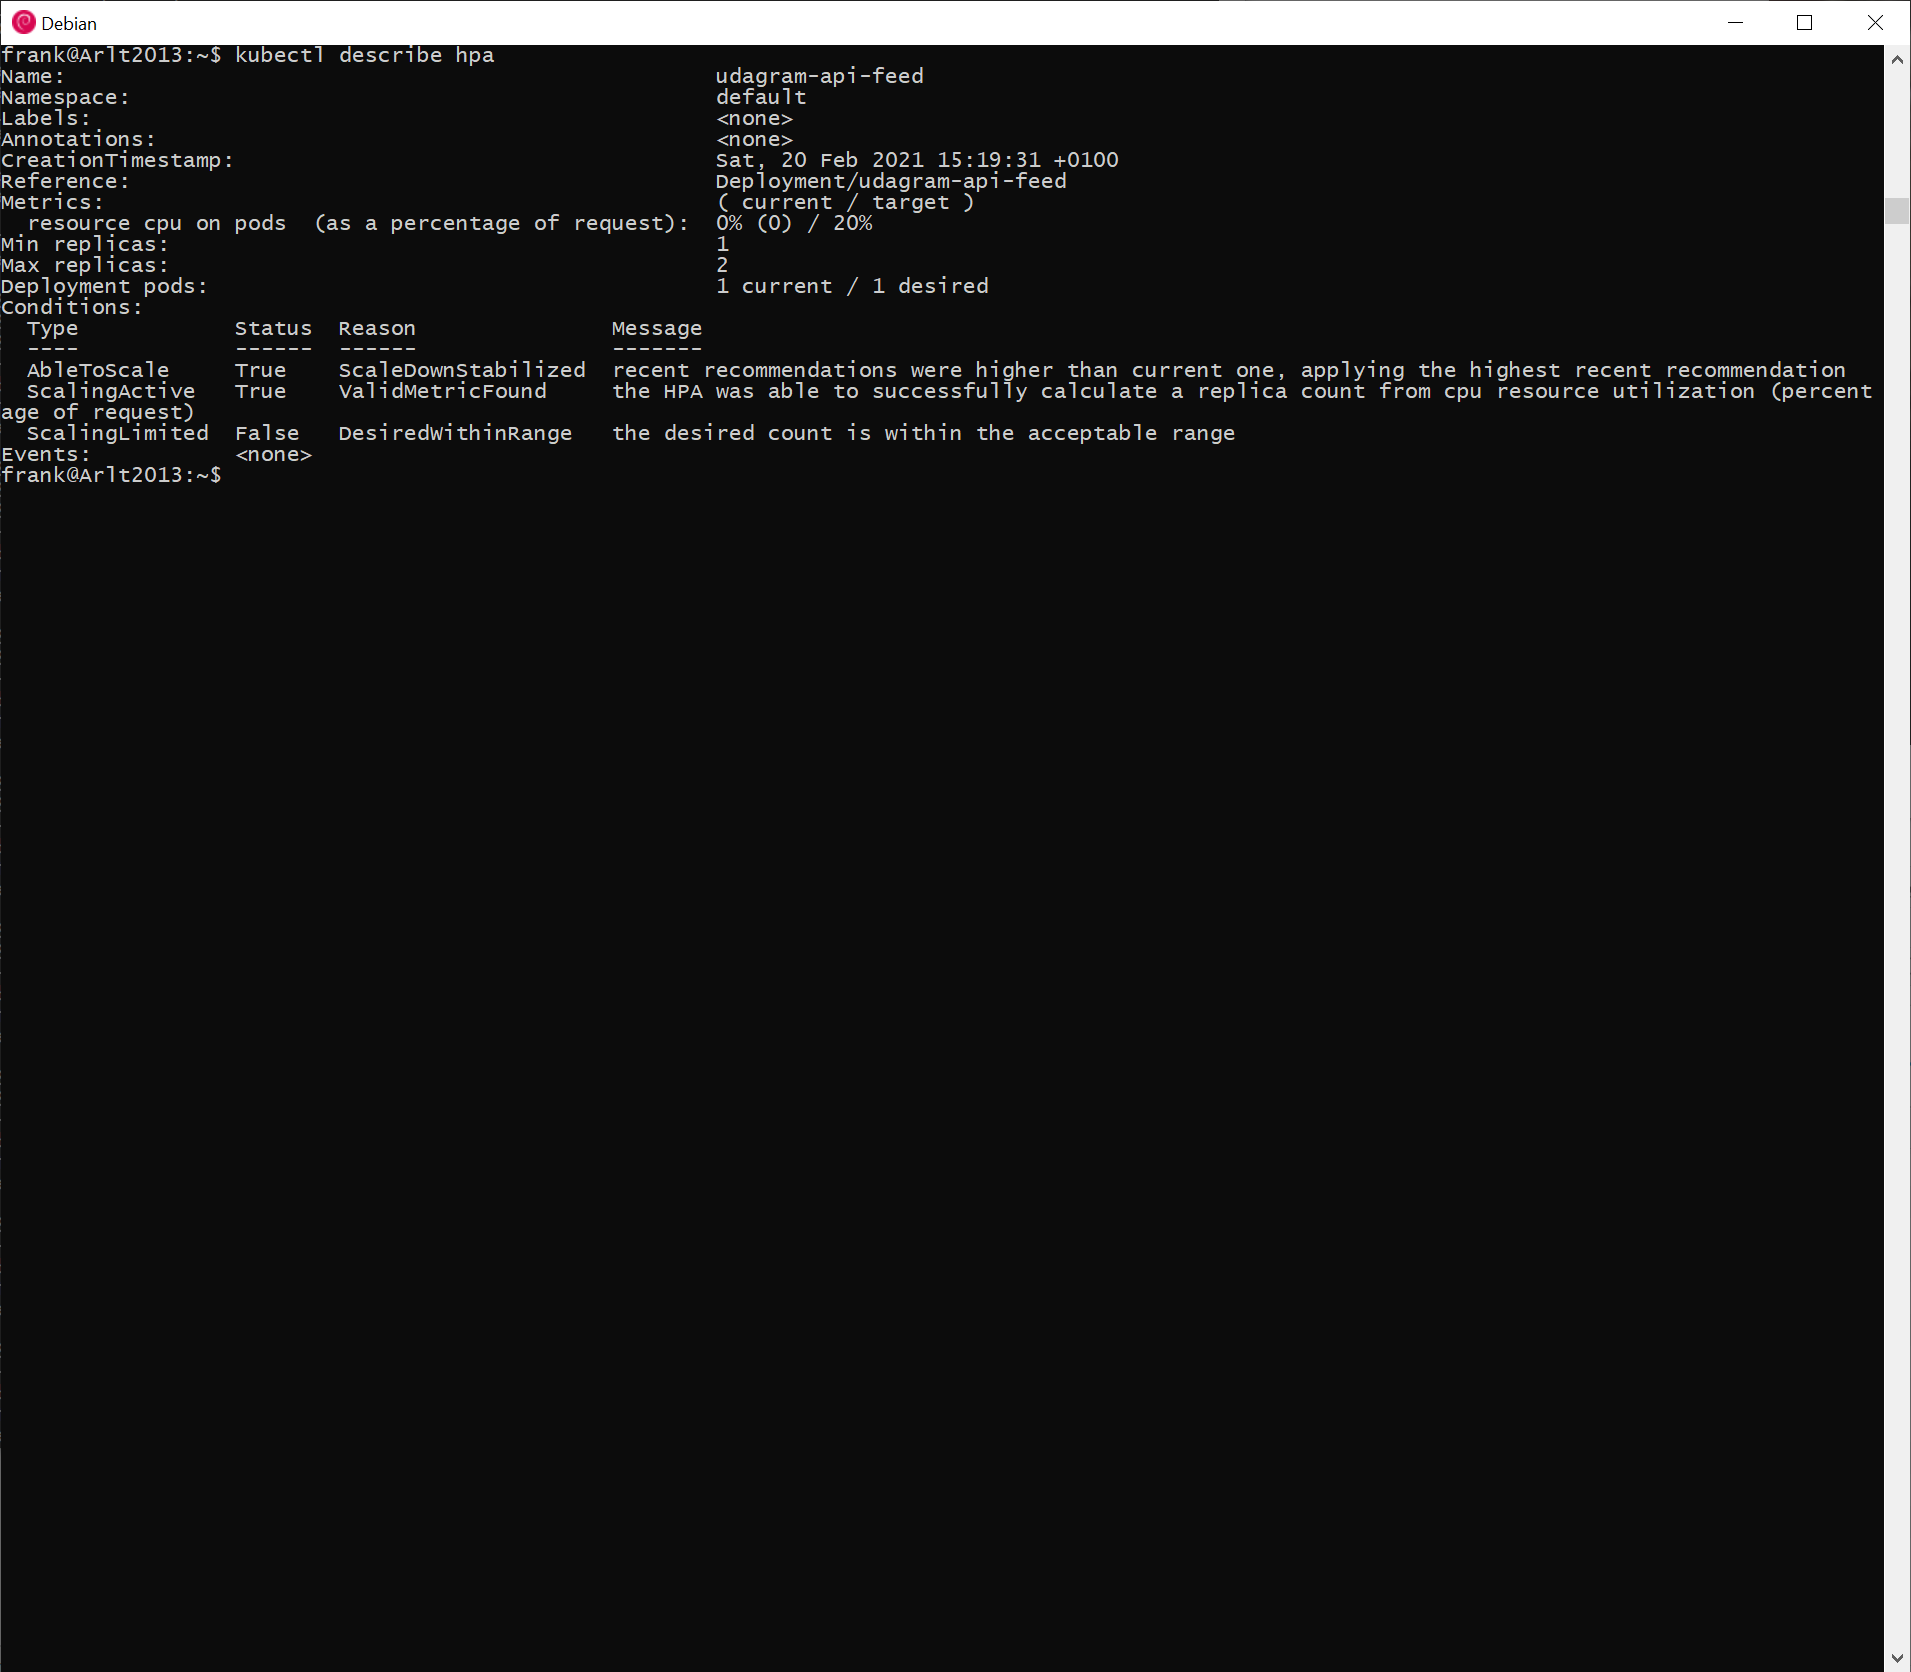 Debian
frank@Arlt2013:~$ kubectl describe hpa
Name:                                                  udagram-api-feed
Namespace:                                             default
Labels:                                                <none>
Annotations:                                           <none>
CreationTimestamp:                                     Sat, 20 Feb 2021 15:19:31 +0100
Reference:                                             Deployment/udagram-api-feed
Metrics:                                               ( current / target )
  resource cpu on pods  (as a percentage of request):  0% (0) / 20%
Min replicas:                                          1
Max replicas:                                          2
Deployment pods:                                       1 current / 1 desired
Conditions:
  Type            Status  Reason               Message
  ----            ------  ------               -------
  AbleToScale     True    ScaleDownStabilized  recent recommendations were higher than current one, applying the highest recent recommendation
  ScalingActive   True    ValidMetricFound     the HPA was able to successfully calculate a replica count from cpu resource utilization (percent
age of request)
  ScalingLimited  False   DesiredWithinRange   the desired count is within the acceptable range
Events:           <none>
frank@Arlt2013:~$